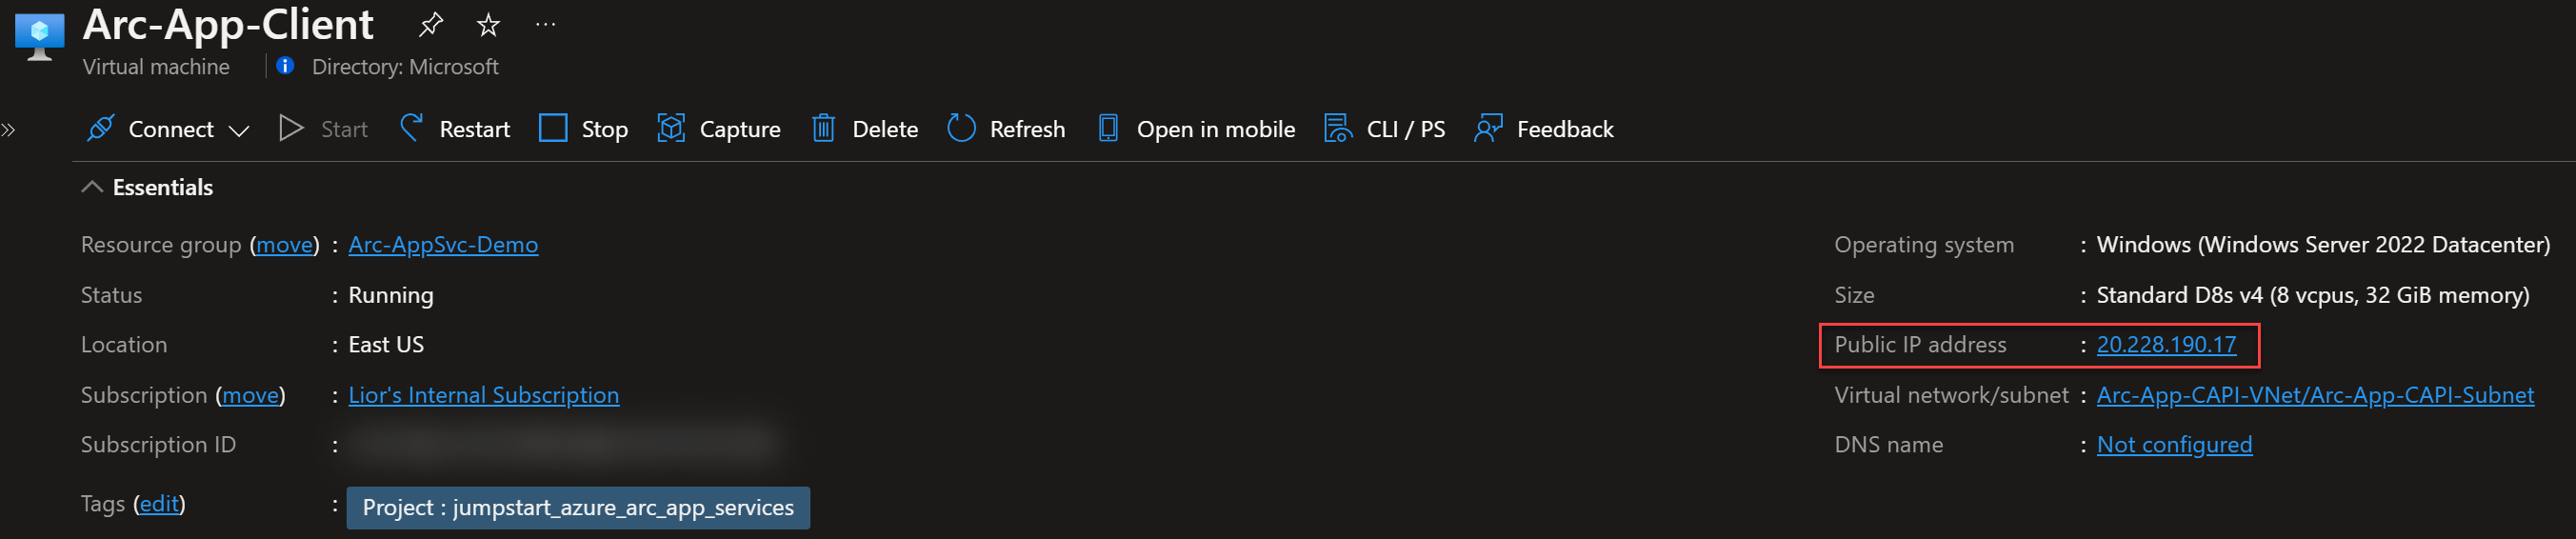 Arc-App-Client
Virtual machine
Directory: Microsoft
Connect Start Restart Stop Capture Delete Refresh Open in mobile CLI / PS Feedback
Essentials
Resource group (move) : Arc-AppSvc-Demo
Status : Running
Location : East US
Subscription (move) : Lior's Internal Subscription
Subscription ID :
Tags (edit) : Project : jumpstart_azure_arc_app_services
Operating system : Windows (Windows Server 2022 Datacenter)
Size : Standard D8s v4 (8 vcpus, 32 GiB memory)
Public IP address : 20.228.190.17
Virtual network/subnet : Arc-App-CAPI-VNet/Arc-App-CAPI-Subnet
DNS name : Not configured